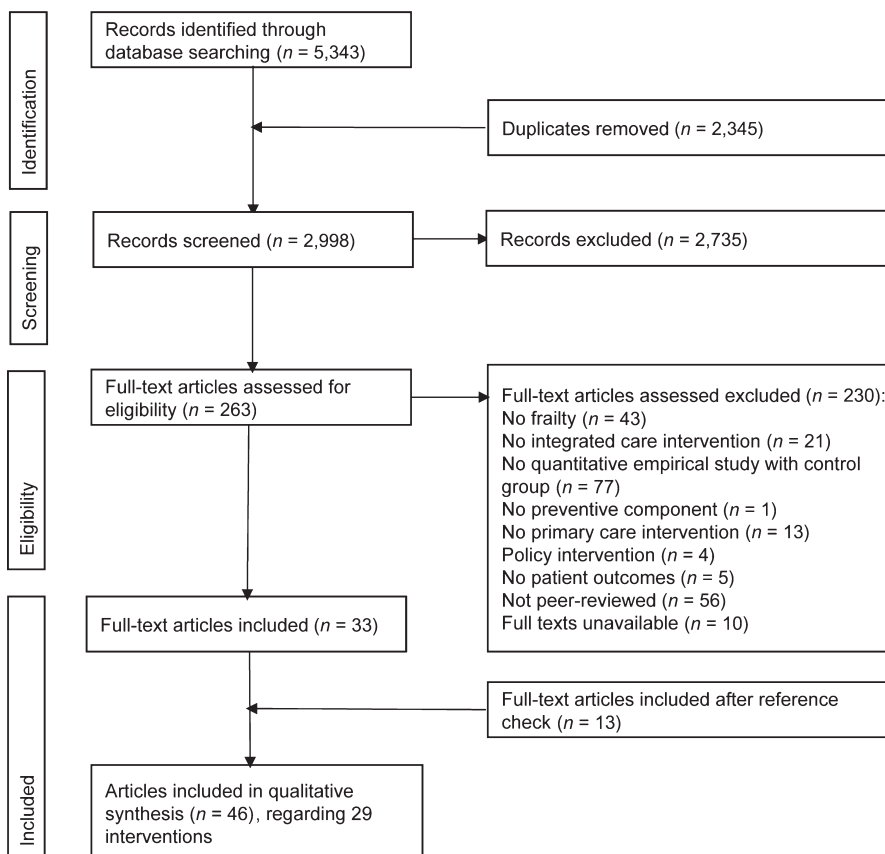 Identification
Records identified through
database searching (n = 5,343)
Duplicates removed (n = 2,345)
Screening
Records screened (n = 2,998)
Records excluded (n = 2,735)
Eligibility
Full-text articles assessed for
eligibility (n = 263)
Full-text articles assessed excluded (n = 230):
No frailty (n = 43)
No integrated care intervention (n = 21)
No quantitative empirical study with control
group (n = 77)
No preventive component (n = 1)
No primary care intervention (n = 13)
Policy intervention (n = 4)
No patient outcomes (n = 5)
Not peer-reviewed (n = 56)
Full texts unavailable (n = 10)
Included
Full-text articles included (n = 33)
Full-text articles included after reference
check (n = 13)
Articles included in qualitative
synthesis (n = 46), regarding 29
interventions